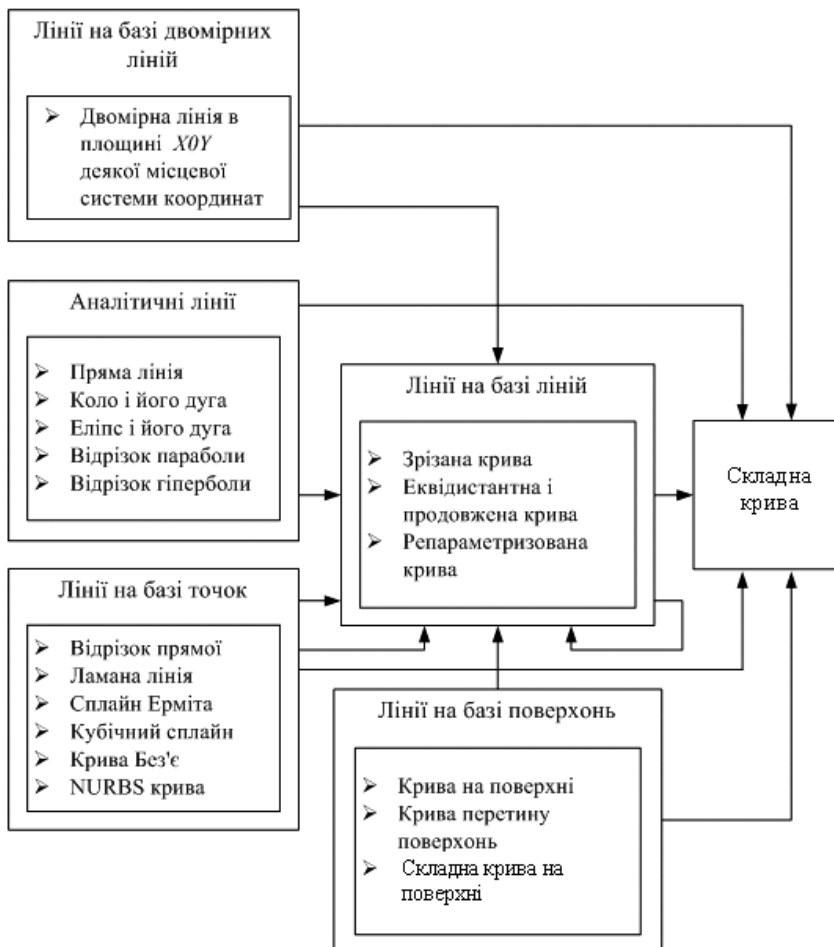 Лінії на базі двомірних
ліній
➢ Двомірна лінія в
площині X0Y
деякої місцевої
системи координат
Аналітичні лінії
➢ Пряма лінія
➢ Коло і його дуга
➢ Еліпс і його дуга
➢ Відрізок параболи
➢ Відрізок гіперболи
Лінії на базі ліній
➢ Зрізана крива
➢ Еквідистантна і
продовжена крива
➢ Репараметризована
крива
Складна
крива
Лінії на базі точок
➢ Відрізок прямої
➢ Ламана лінія
➢ Сплайн Ерміта
➢ Кубічний сплайн
➢ Крива Без'є
➢ NURBS крива
Лінії на базі поверхонь
➢ Крива на поверхні
➢ Крива перетину
поверхонь
➢ Складна крива на
поверхні